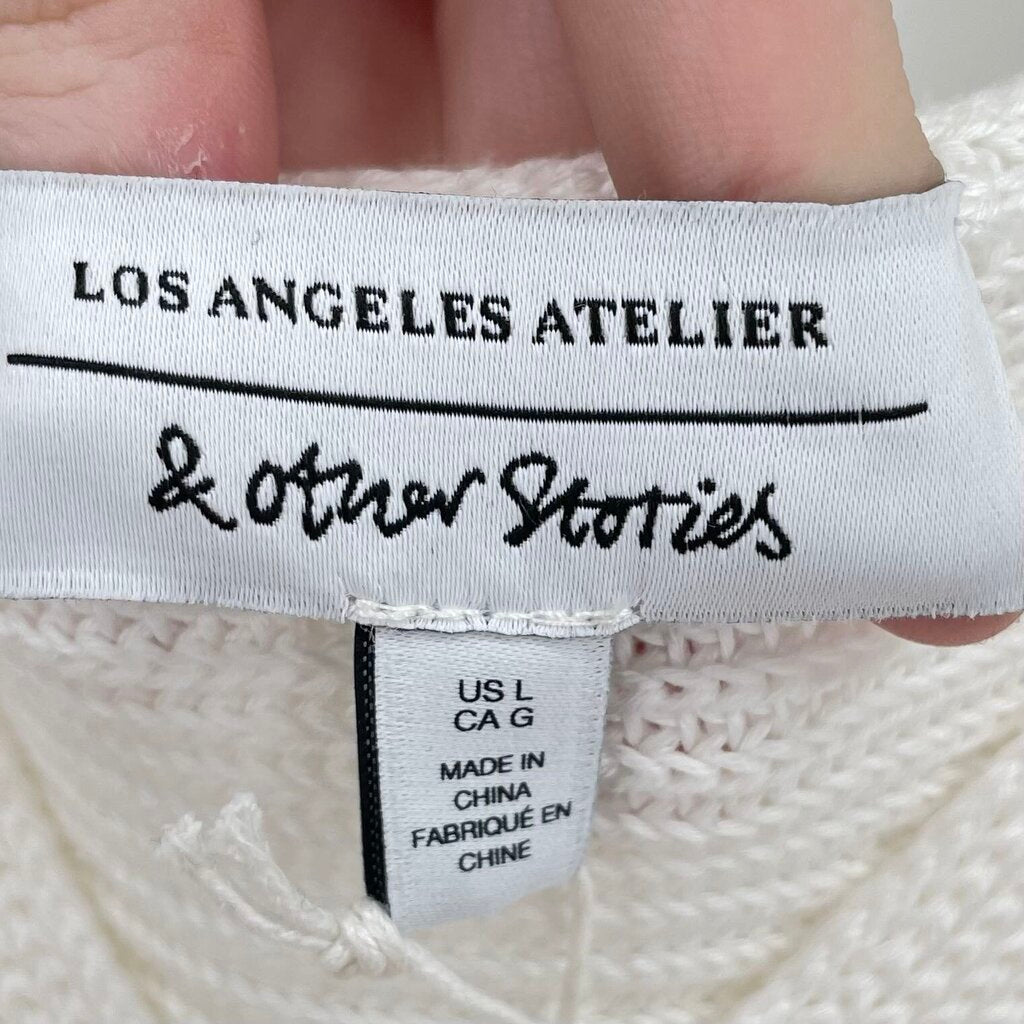 LOS ANGELES ATELIER
& other Stories
US L
CA G
MADE IN
CHINA
FABRIQUÉ EN
CHINE